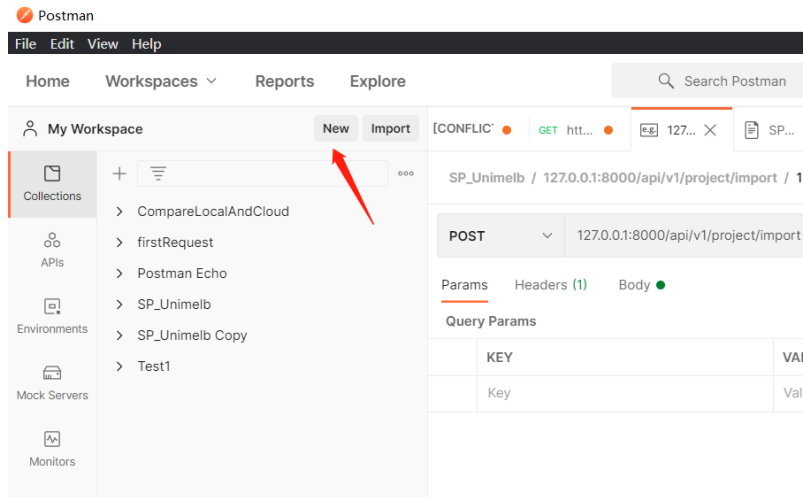 Postman
File Edit View Help
Home Workspaces Reports Explore Search Postman
My Workspace New Import
[CONFLIC GET htt... e.g. 127... SP...
Collections
APIs
Environments
Mock Servers
Monitors
CompareLocalAndCloud
firstRequest
Postman Echo
SP_Unimelb
SP_Unimelb Copy
Test1
SP_Unimelb / 127.0.0.1:8000/api/v1/project/import / 1
POST 127.0.0.1:8000/api/v1/project/import
Params Headers (1) Body
Query Params
KEY VAl
Key Val